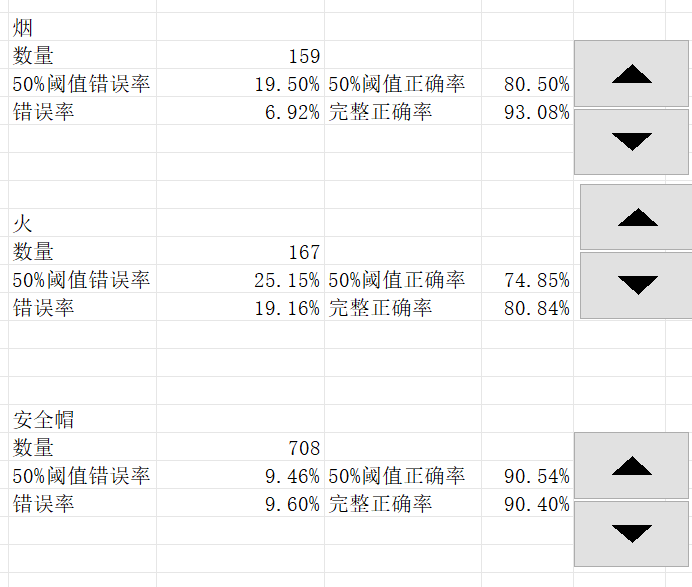 烟
数量 159
50%阈值错误率 19.50% 50%阈值正确率 80.50%
错误率 6.92% 完整正确率 93.08%
火
数量 167
50%阈值错误率 25.15% 50%阈值正确率 74.85%
错误率 19.16% 完整正确率 80.84%
安全帽
数量 708
50%阈值错误率 9.46% 50%阈值正确率 90.54%
错误率 9.60% 完整正确率 90.40%